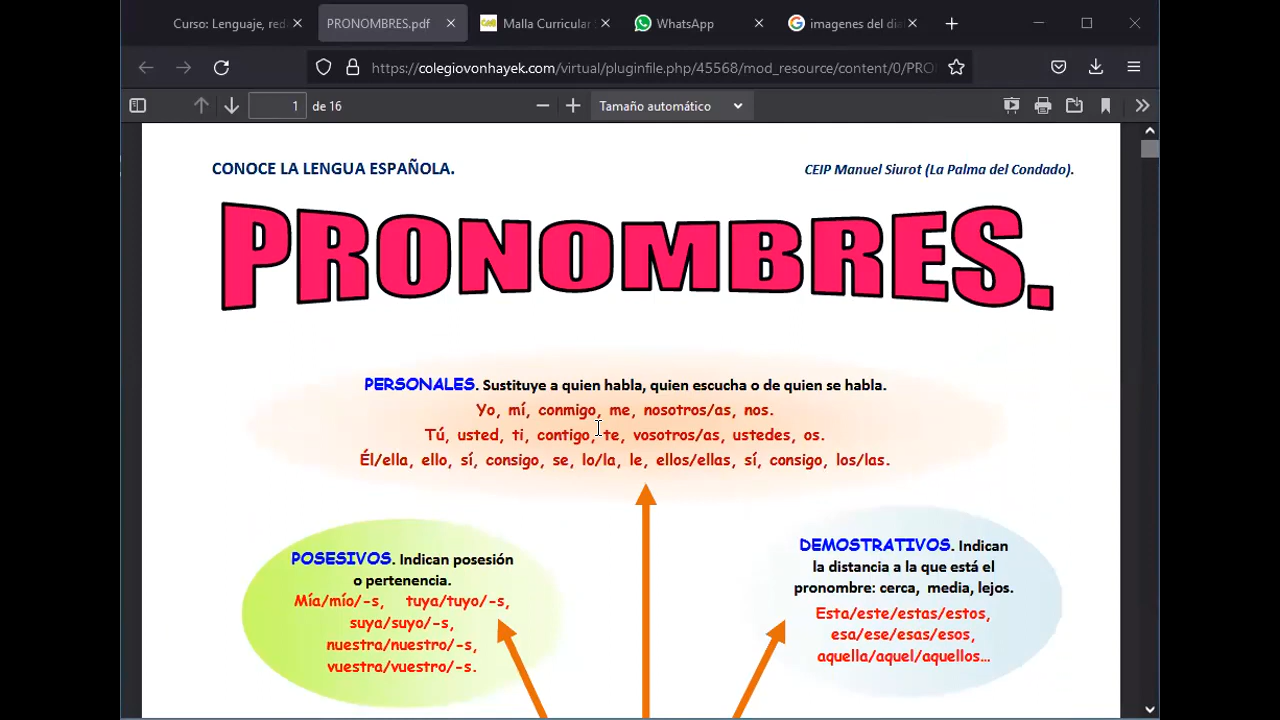 Curso: Lenguaje, red
PRONOMBRES.pdf
Malla Curricular
WhatsApp
imagenes del dia
https://colegiovonhayek.com/virtual/pluginfile.php/45568/mod_resource/content/0/PRO
1 de 16
Tamaño automático
CONOCE LA LENGUA ESPAÑOLA.
CEIP Manuel Siurot (La Palma del Condado).
PRONOMBRES.
PERSONALES. Sustituye a quien habla, quien escucha o de quien se habla.
Yo, mí, conmigo, me, nosotros/as, nos.
Tú, usted, ti, contigo, te, vosotros/as, ustedes, os.
Él/ella, ello, sí, consigo, se, lo/la, le, ellos/ellas, sí, consigo, los/las.
POSESIVOS. Indican posesión
o pertenencia.
Mía/mío/-s, tuya/tuyo/-s,
suya/suyo/-s,
nuestra/nuestro/-s,
vuestra/vuestro/-s.
DEMOSTRATIVOS. Indican
la distancia a la que está el
pronombre: cerca, media, lejos.
Esta/este/estas/estos,
esa/ese/esas/esos,
aquella/aquel/aquellos...